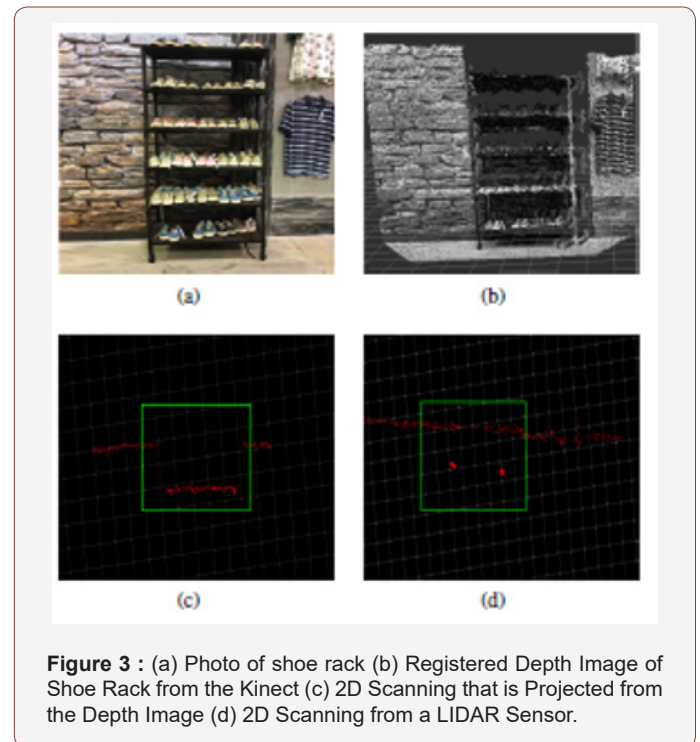 (a)
(b)
(c)
(d)
Figure 3 : (a) Photo of shoe rack (b) Registered Depth Image of
Shoe Rack from the Kinect (c) 2D Scanning that is Projected from
the Depth Image (d) 2D Scanning from a LIDAR Sensor.